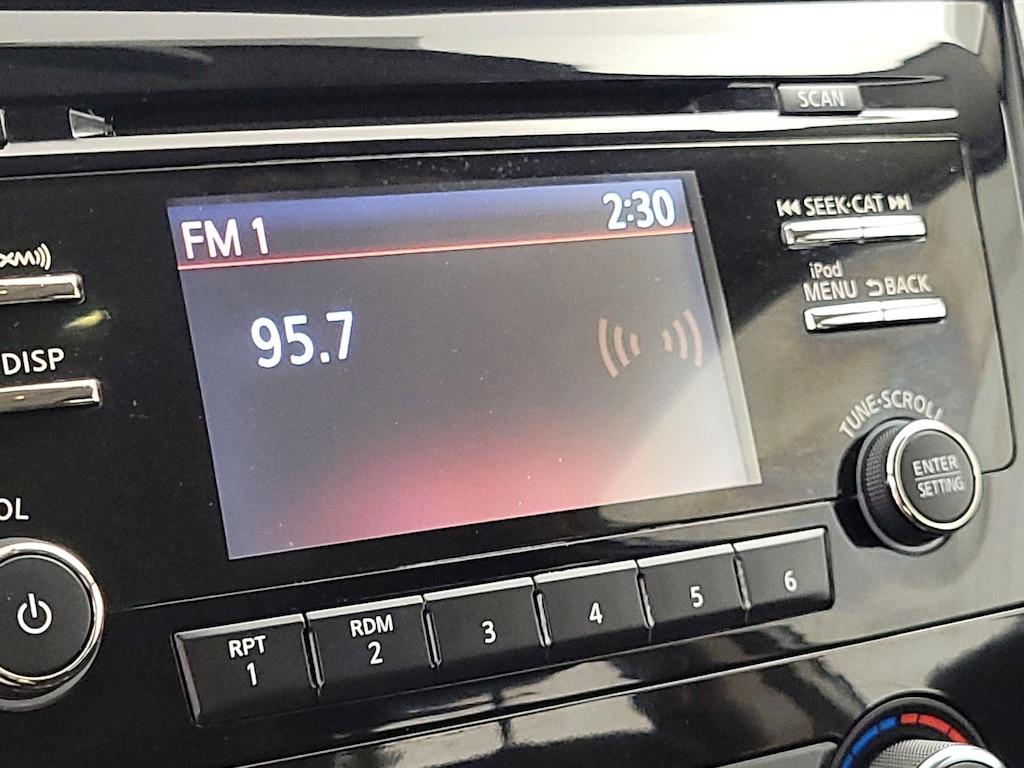 SCAN
SEEK·CAT
iPod
MENU BACK
XM
DISP
FM 1 2:30
95.7
TUNE·SCROLL
ENTER
SETTING
OL
RPT
1
RDM
2
3
4
5
6